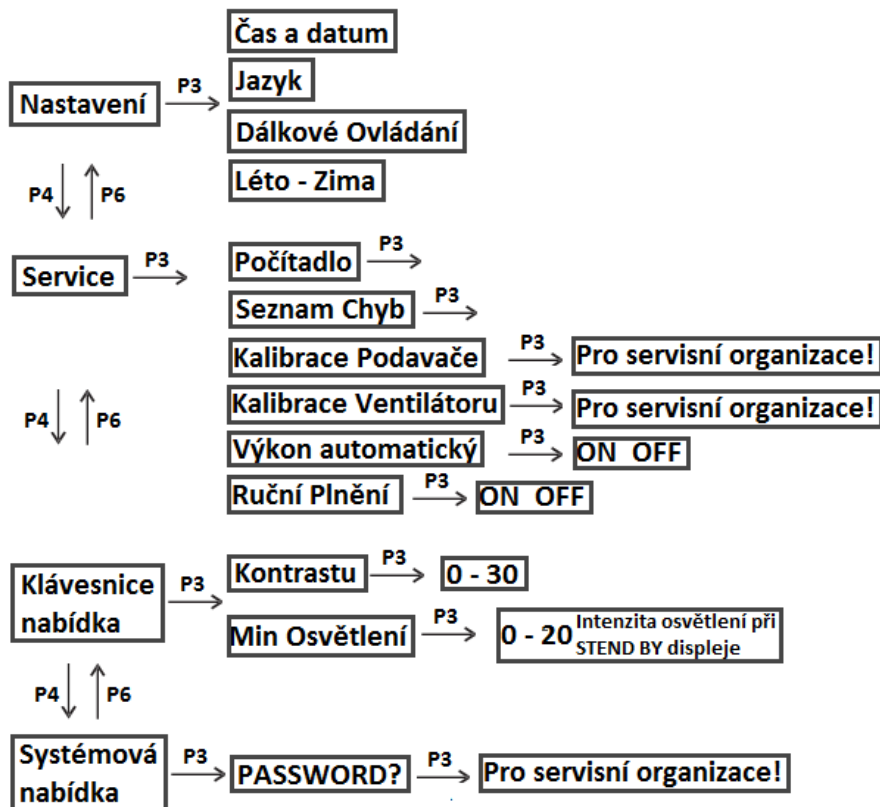 Čas a datum
Nastavení
P3
Jazyk
Dálkové Ovládání
Léto - Zima
P4
P6
Service
P3
Počítadlo
P3
Seznam Chyb
P3
Kalibrace Podavače
P3
Pro servisní organizace!
Kalibrace Ventilátoru
P3
Pro servisní organizace!
P4
P6
Výkon automatický
P3
ON OFF
Ruční Plnění
P3
ON OFF
Klávesnice
nabídka
P3
Kontrastu
P3
0 - 30
Min Osvětlení
P3
0 - 20
Intenzita osvětlení při
STEND BY displeje
P4
P6
Systémová
nabídka
P3
PASSWORD?
P3
Pro servisní organizace!